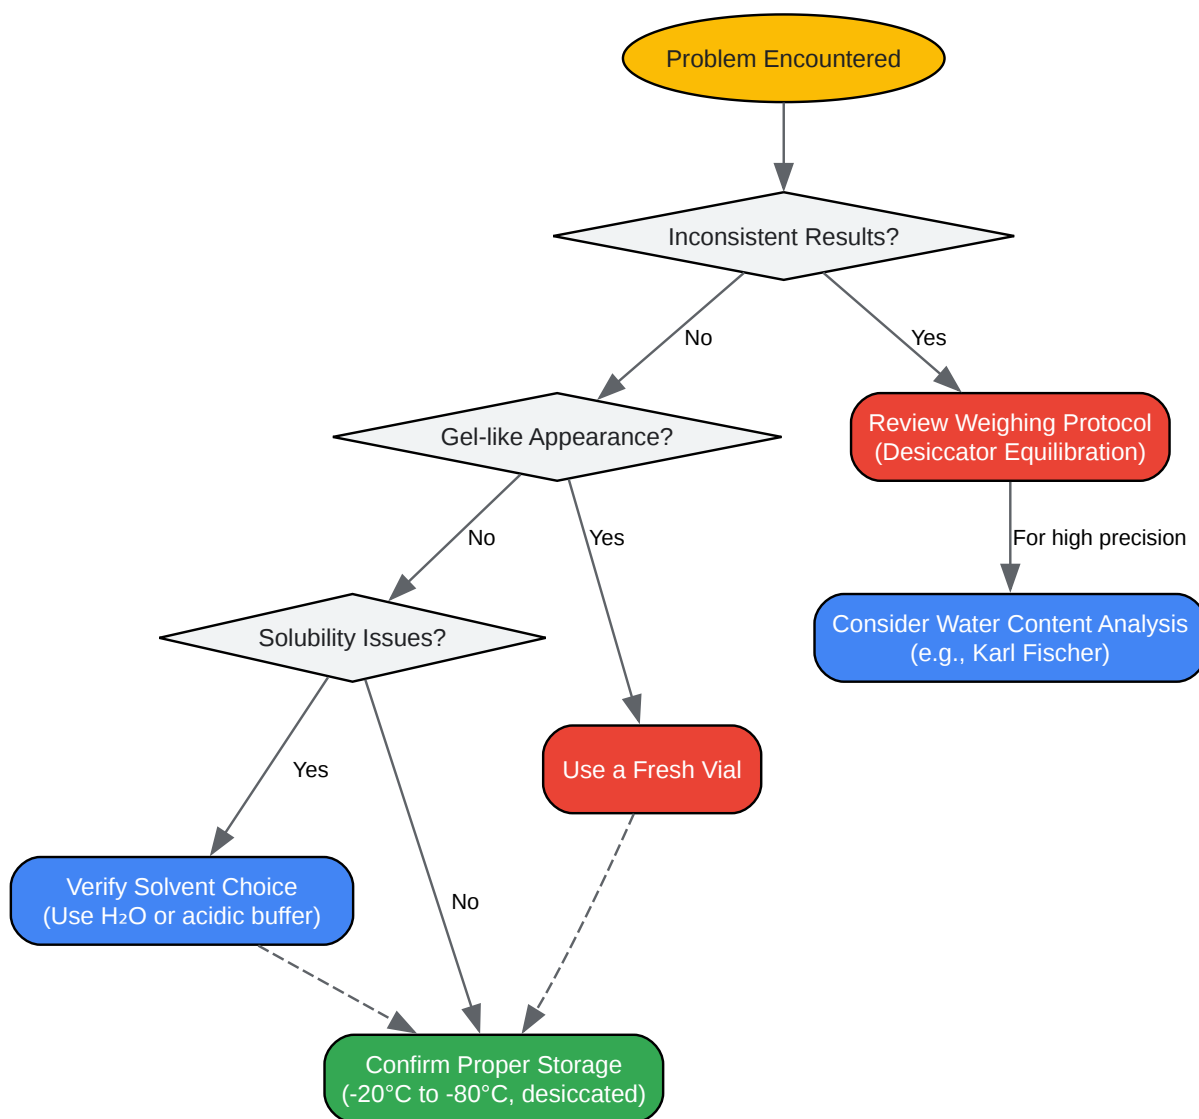 Problem Encountered
Inconsistent Results?
No
Yes
Gel-like Appearance?
Review Weighing Protocol
(Desiccator Equilibration)
No
Yes
For high precision
Solubility Issues?
Consider Water Content Analysis
(e.g., Karl Fischer)
Yes
Use a Fresh Vial
Verify Solvent Choice
(Use H₂O or acidic buffer)
No
Confirm Proper Storage
(-20°C to -80°C, desiccated)